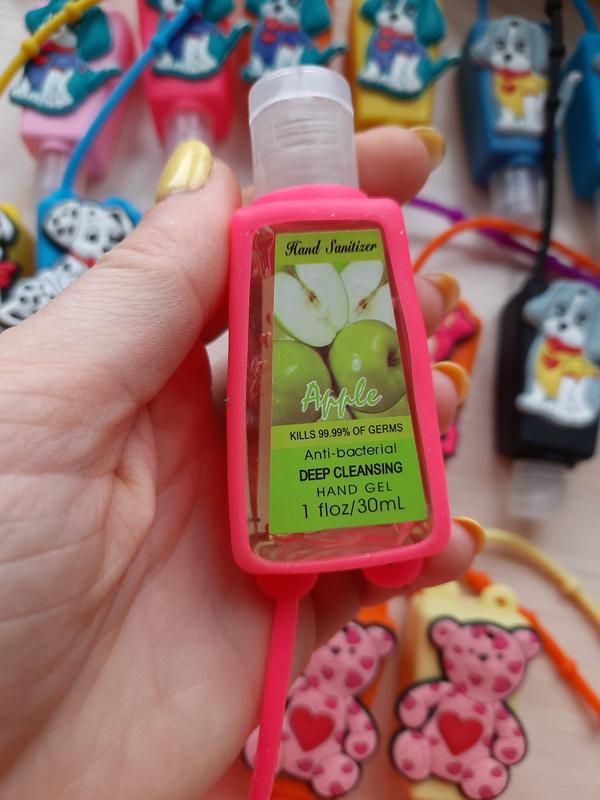 Hand Sanitizer
Apple
KILLS 99.99% OF GERMS
Anti-bacterial
DEEP CLEANSING
HAND GEL
1 floz/30mL